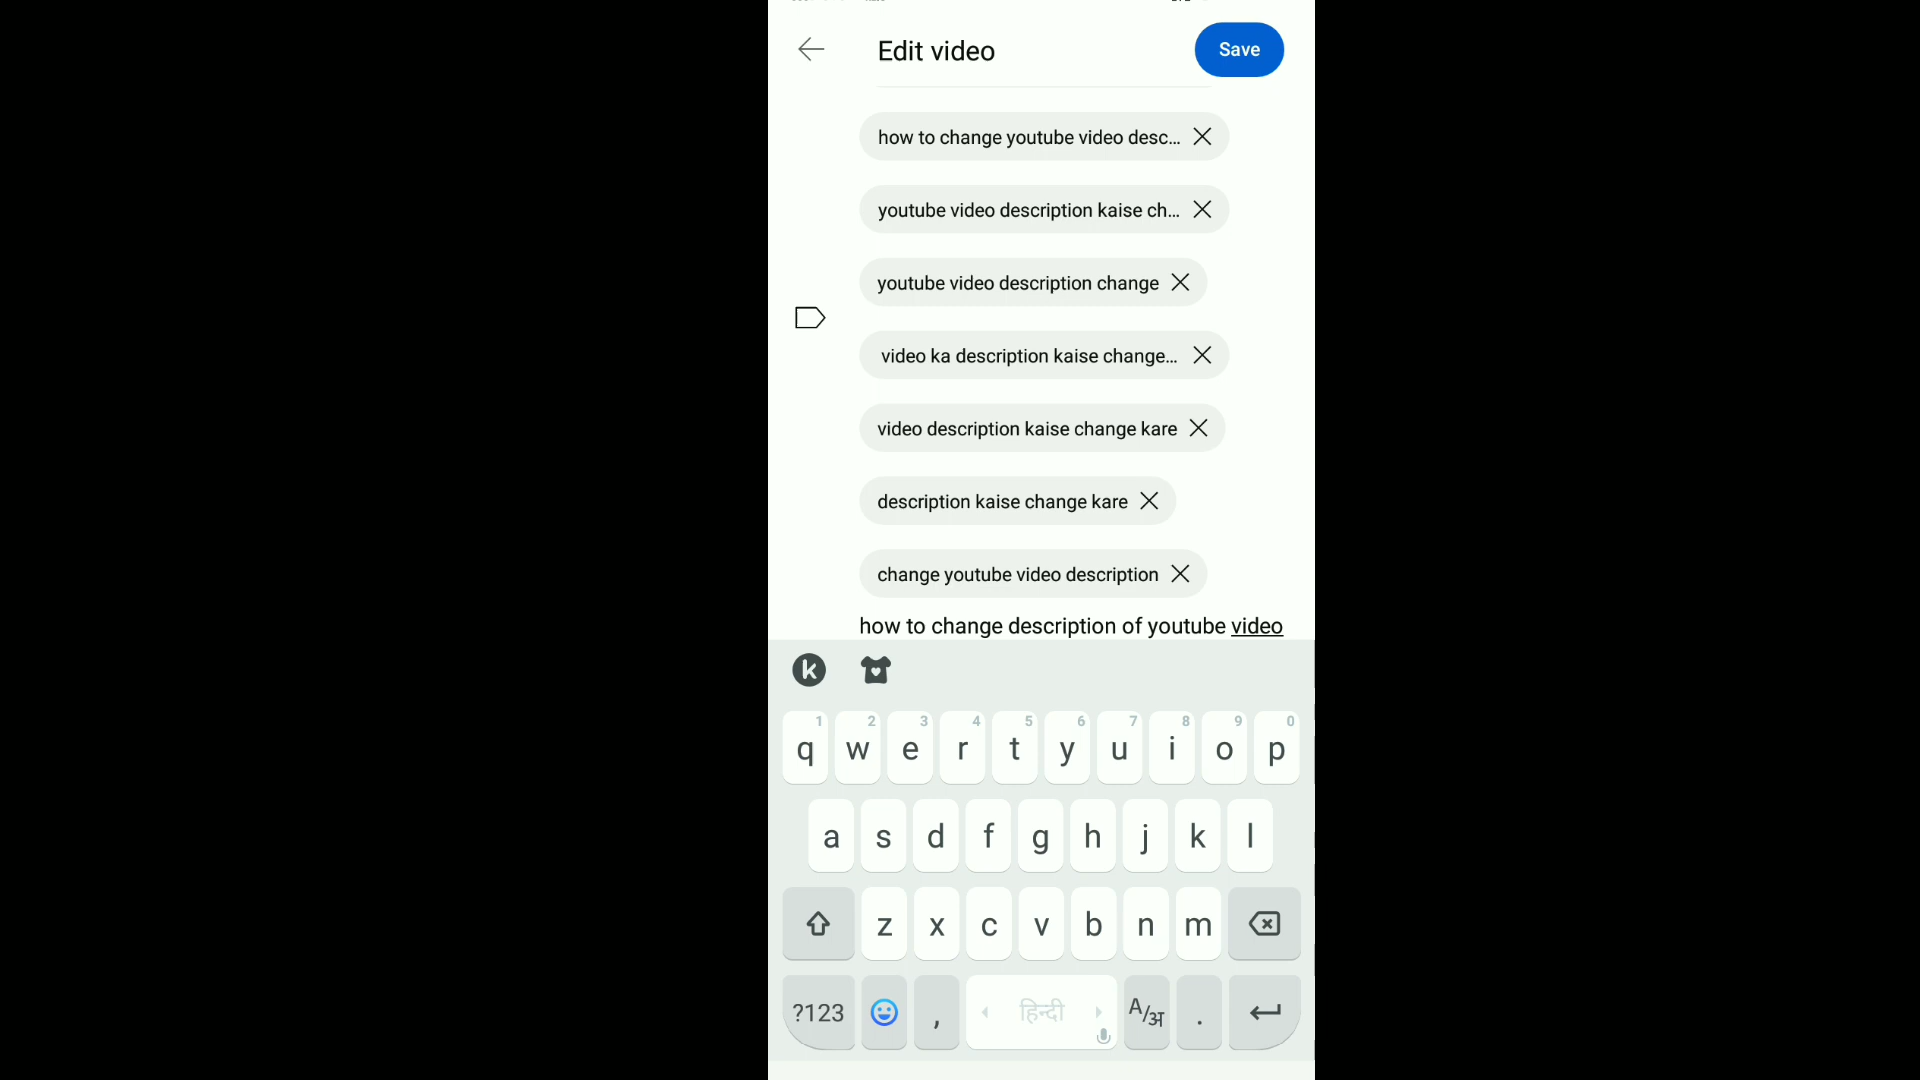 Edit video
Save
how to change youtube video desc...
youtube video description kaise ch...
youtube video description change
video ka description kaise change...
video description kaise change kare
description kaise change kare
change youtube video description
how to change description of youtube video
k
1 2 3 4 5 6 7 8 9 0
q w e r t y u i o p
a s d f g h j k l
z x c v b n m
?123 , हिन्दी A/अ .